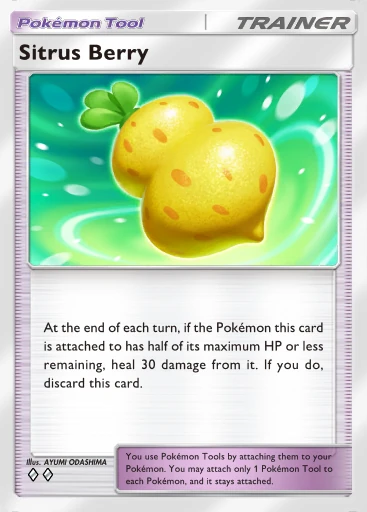 Pokémon Tool
TRAINER
Sitrus Berry
At the end of each turn, if the Pokémon this card
is attached to has half of its maximum HP or less
remaining, heal 30 damage from it. If you do,
discard this card.
Illus. AYUMI ODASHIMA
You use Pokémon Tools by attaching them to your
Pokémon. You may attach only 1 Pokémon Tool to
each Pokémon, and it stays attached.